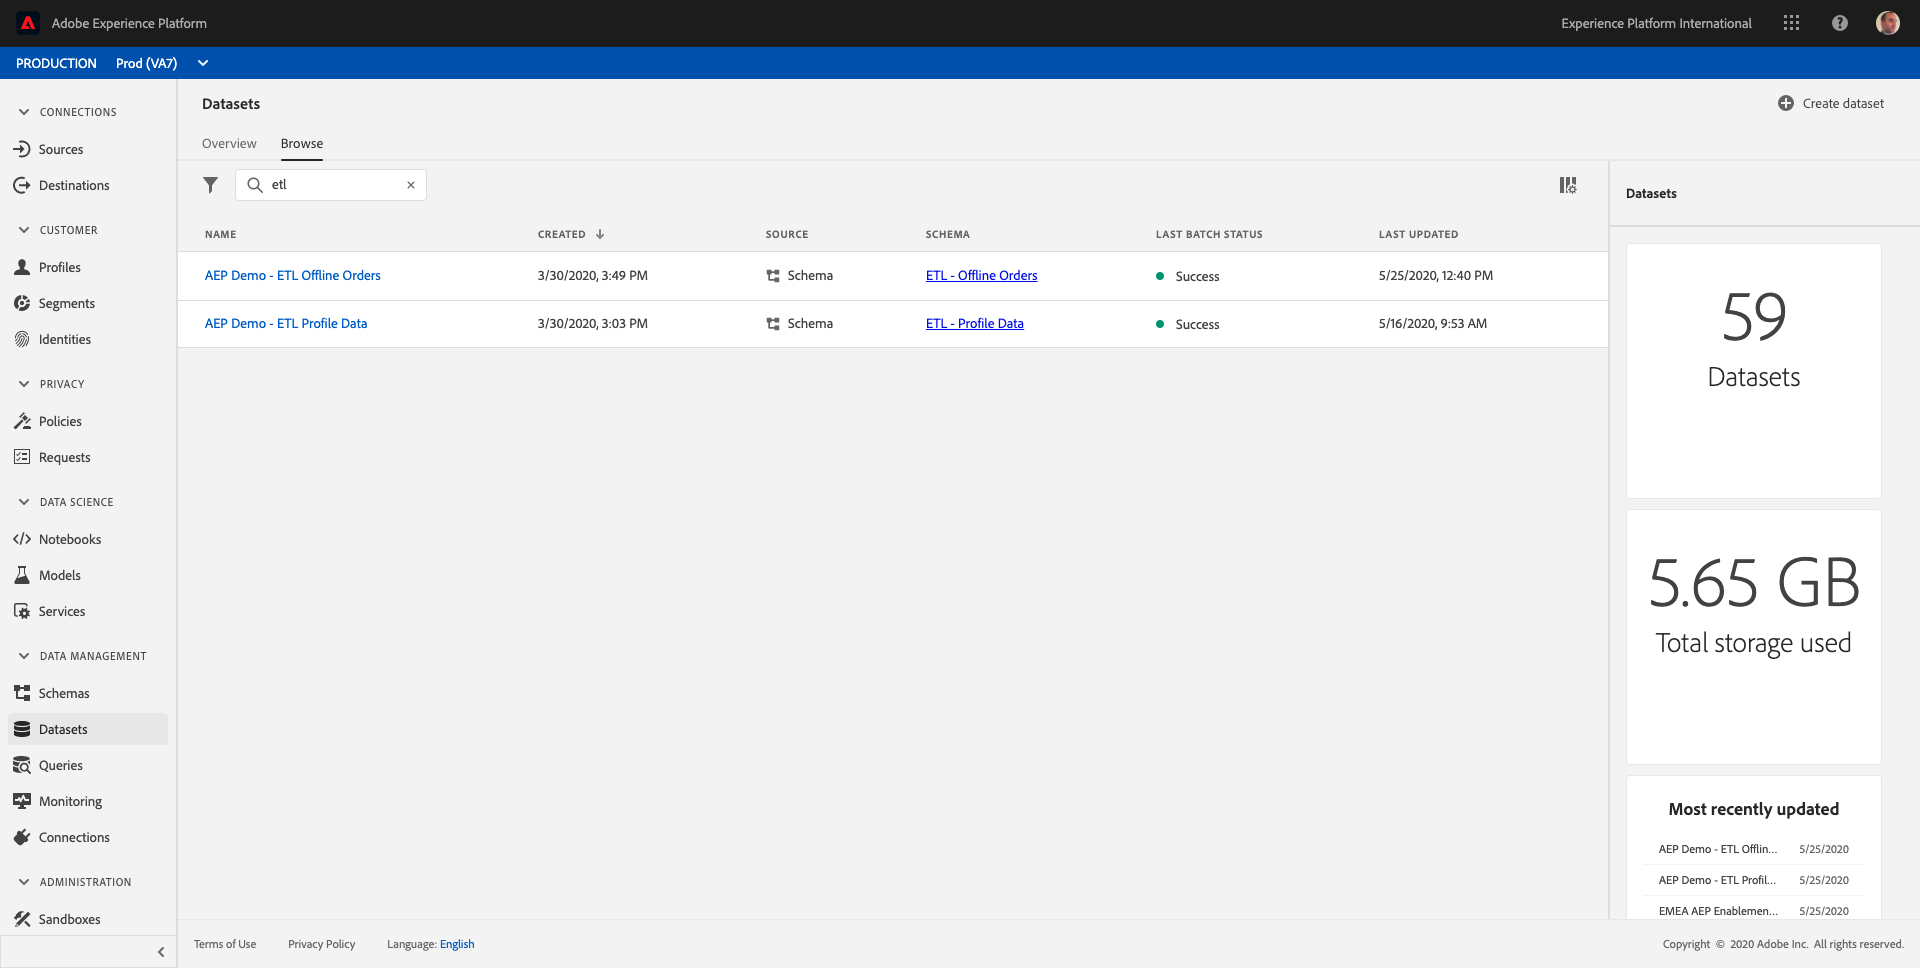 Adobe Experience Platform
Experience Platform International
PRODUCTION Prod (VA7)
CONNECTIONS
Sources
Destinations
CUSTOMER
Profiles
Segments
Identities
PRIVACY
Policies
Requests
DATA SCIENCE
Notebooks
Models
Services
DATA MANAGEMENT
Schemas
Datasets
Queries
Monitoring
Connections
ADMINISTRATION
Sandboxes
Datasets
Create dataset
Overview Browse
etl
NAME CREATED SOURCE SCHEMA LAST BATCH STATUS LAST UPDATED
AEP Demo - ETL Offline Orders 3/30/2020, 3:49 PM Schema ETL - Offline Orders Success 5/25/2020, 12:40 PM
AEP Demo - ETL Profile Data 3/30/2020, 3:03 PM Schema ETL - Profile Data Success 5/16/2020, 9:53 AM
Datasets
59
Datasets
5.65 GB
Total storage used
Most recently updated
AEP Demo - ETL Offlin... 5/25/2020
AEP Demo - ETL Profil... 5/25/2020
EMEA AEP Enablemen... 5/25/2020
Terms of Use Privacy Policy Language: English
Copyright © 2020 Adobe Inc. All rights reserved.